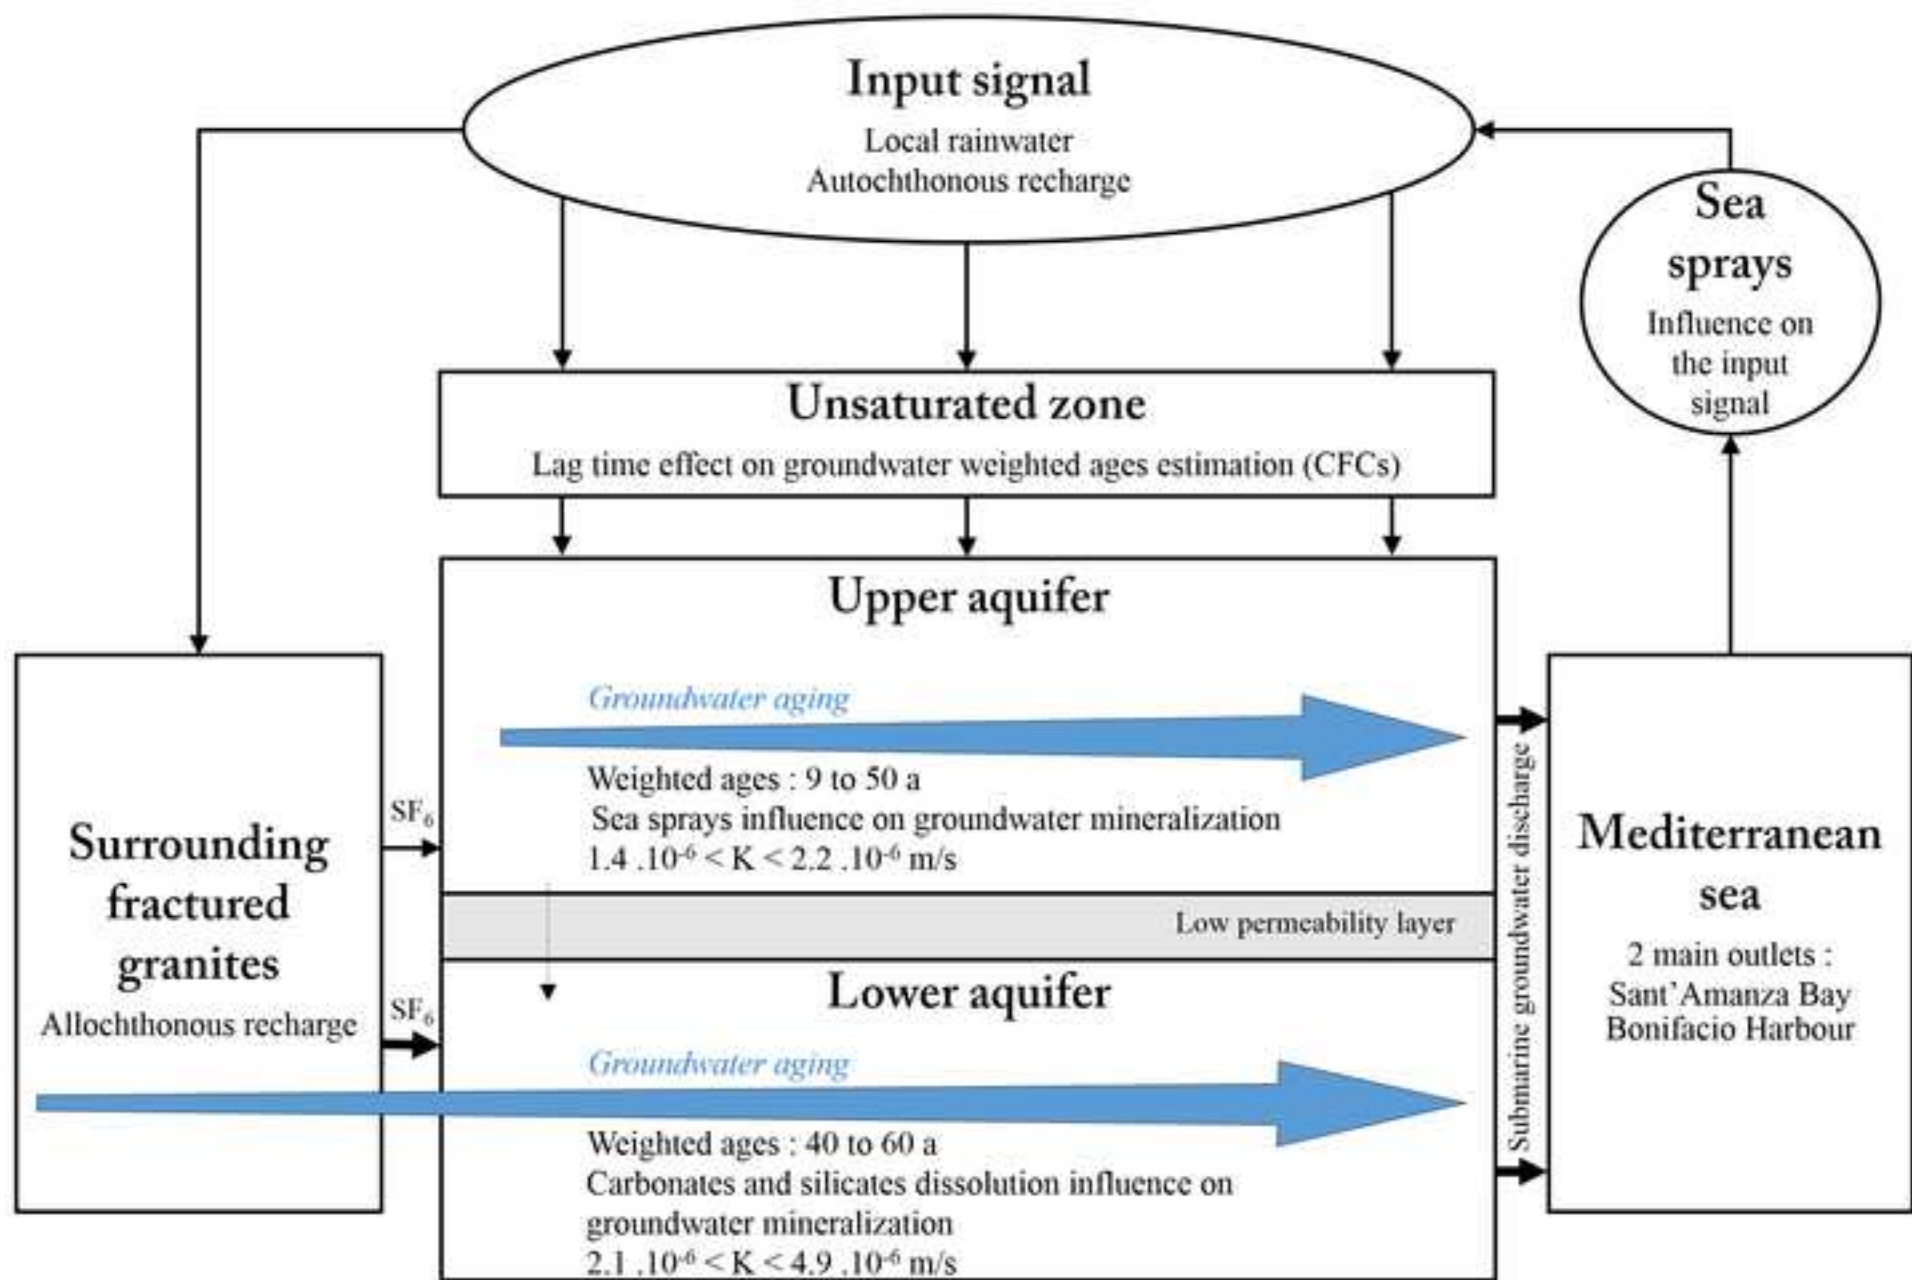 Input signal
Local rainwater
Autochthonous recharge
Sea
sprays
Influence on
the input
signal
Unsaturated zone
Lag time effect on groundwater weighted ages estimation (CFCs)
Upper aquifer
Groundwater aging
Weighted ages : 9 to 50 a
Sea sprays influence on groundwater mineralization
1.4 .10⁻⁶ < K < 2.2 .10⁻⁶ m/s
Low permeability layer
Lower aquifer
Groundwater aging
Weighted ages : 40 to 60 a
Carbonates and silicates dissolution influence on
groundwater mineralization
2.1 .10⁻⁶ < K < 4.9 .10⁻⁶ m/s
Surrounding
fractured
granites
Allochthonous recharge
SF₆
SF₆
Submarine groundwater discharge
Mediterranean
sea
2 main outlets :
Sant'Amanza Bay
Bonifacio Harbour